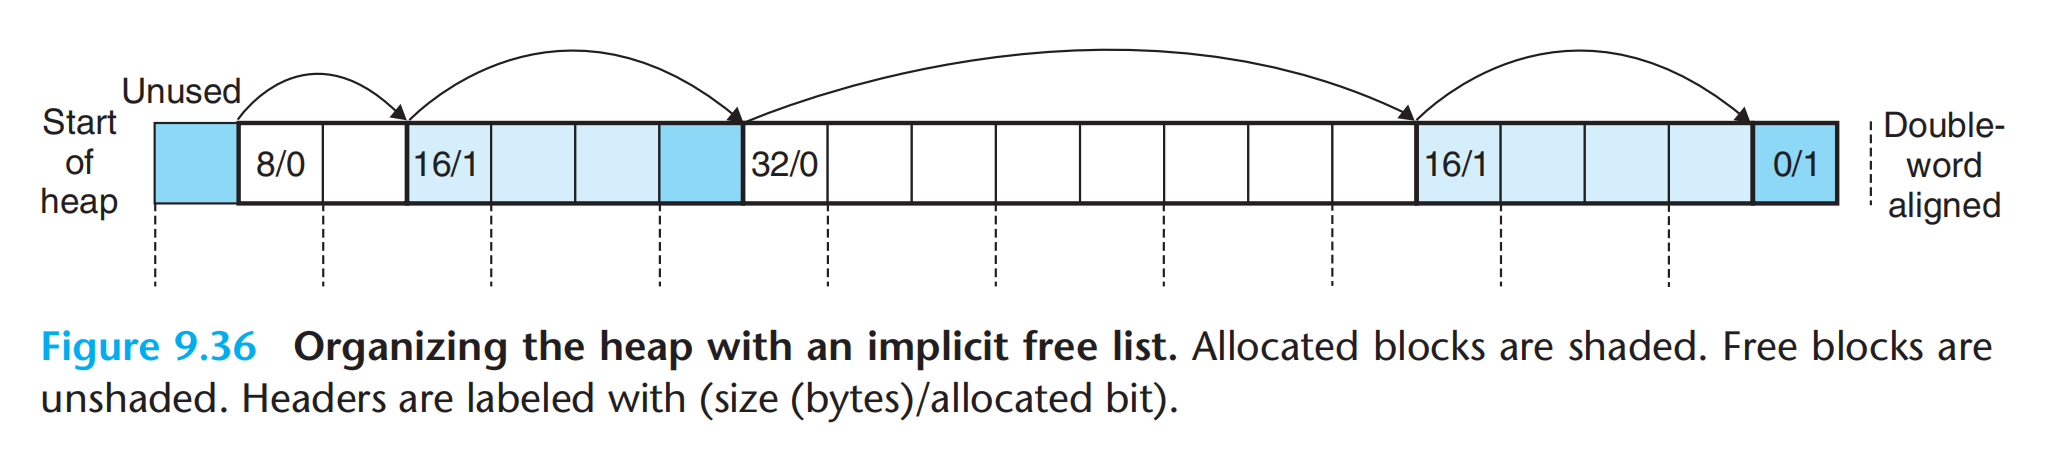 Unused
Start
of
heap
8/0
16/1
32/0
16/1
0/1
Double-
word
aligned
Figure 9.36 Organizing the heap with an implicit free list. Allocated blocks are shaded. Free blocks are
unshaded. Headers are labeled with (size (bytes)/allocated bit).